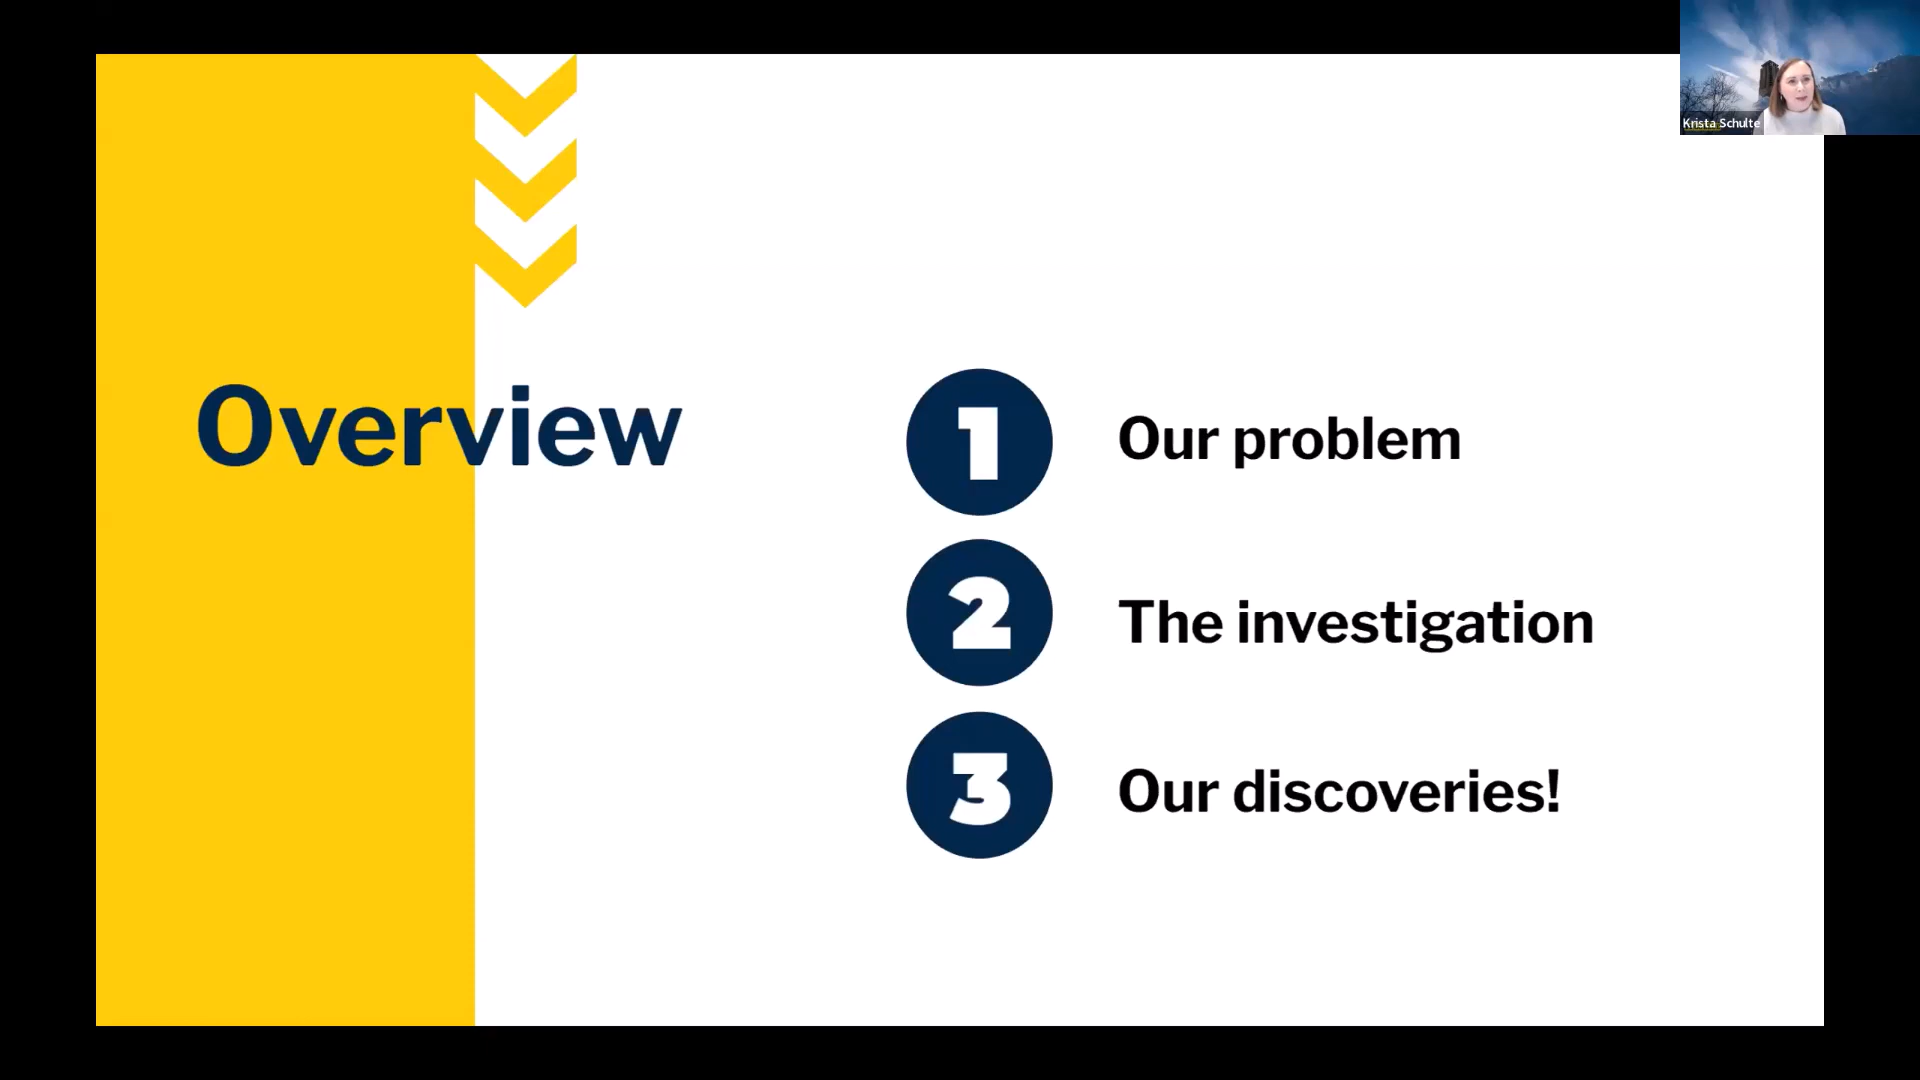 Krista Schulte
Overview
1
Our problem
2
The investigation
3
Our discoveries!